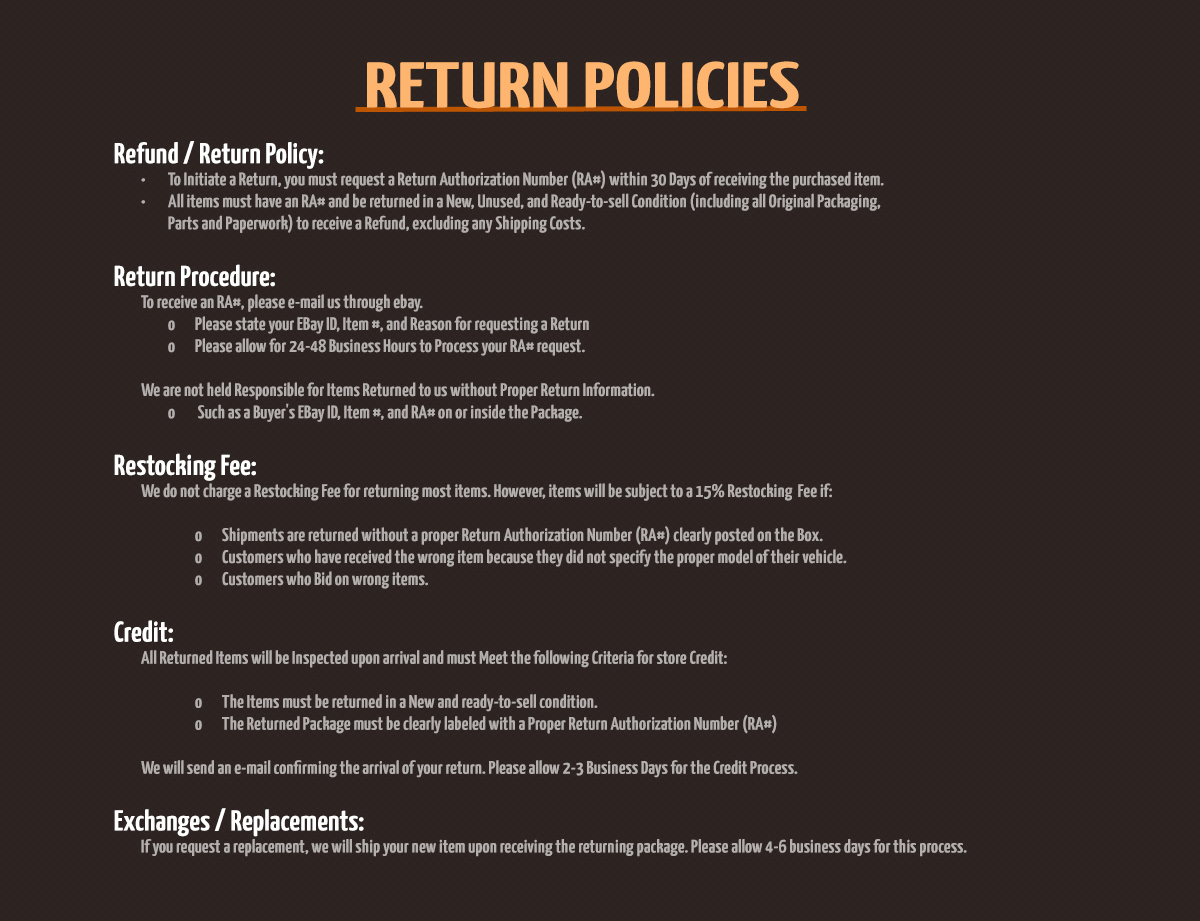 RETURN POLICIES
Refund / Return Policy:
• To Initiate a Return, you must request a Return Authorization Number (RA#) within 30 Days of receiving the purchased item.
• All items must have an RA# and be returned in a New, Unused, and Ready-to-sell Condition (including all Original Packaging,
Parts and Paperwork) to receive a Refund, excluding any Shipping Costs.
Return Procedure:
To receive an RA#, please e-mail us through ebay.
o Please state your EBay ID, Item #, and Reason for requesting a Return
o Please allow for 24-48 Business Hours to Process your RA# request.
We are not held Responsible for Items Returned to us without Proper Return Information.
o Such as a Buyer's EBay ID, Item #, and RA# on or inside the Package.
Restocking Fee:
We do not charge a Restocking Fee for returning most items. However, items will be subject to a 15% Restocking Fee if:
o Shipments are returned without a proper Return Authorization Number (RA#) clearly posted on the Box.
o Customers who have received the wrong item because they did not specify the proper model of their vehicle.
o Customers who Bid on wrong items.
Credit:
All Returned Items will be Inspected upon arrival and must Meet the following Criteria for store Credit:
o The Items must be returned in a New and ready-to-sell condition.
o The Returned Package must be clearly labeled with a Proper Return Authorization Number (RA#)
We will send an e-mail confirming the arrival of your return. Please allow 2-3 Business Days for the Credit Process.
Exchanges / Replacements:
If you request a replacement, we will ship your new item upon receiving the returning package. Please allow 4-6 business days for this process.